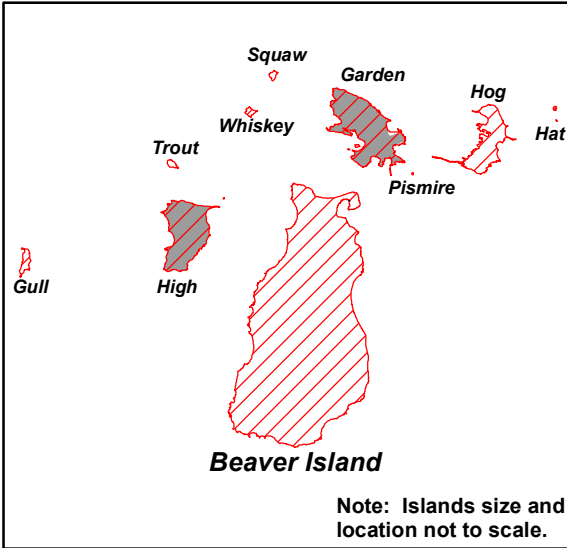 Squaw
Garden
Hog
Whiskey
Hat
Trout
Pismire
Gull
High
Beaver Island
Note: Islands size and
location not to scale.